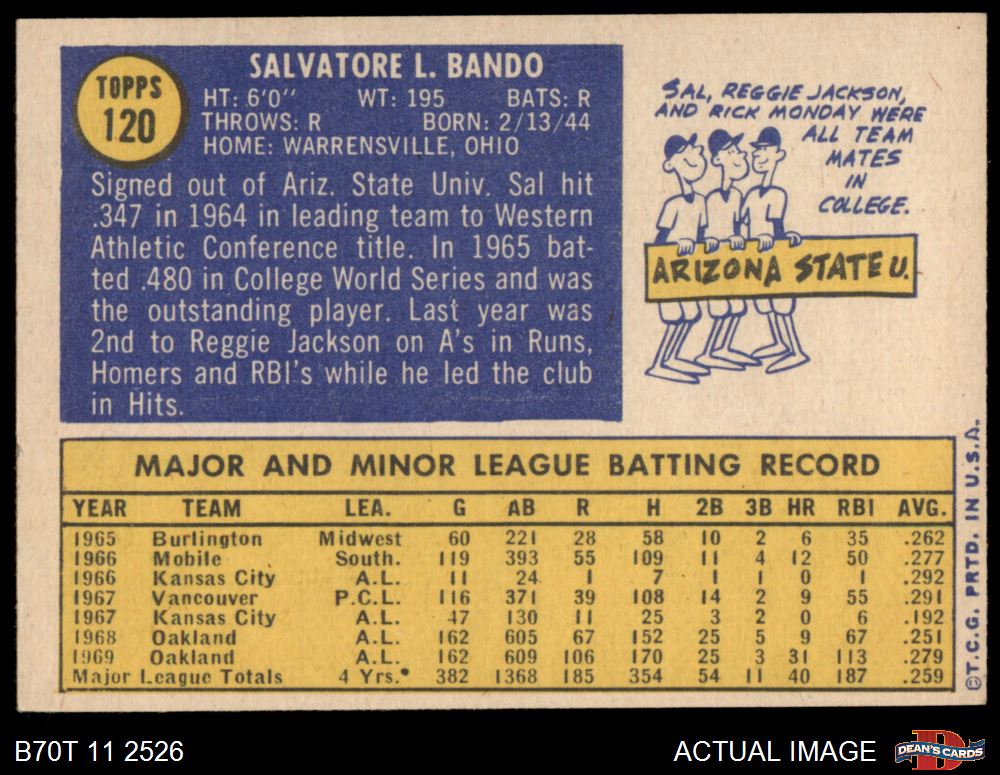 TOPPS
120
SALVATORE L. BANDO
HT: 6'0" WT: 195 BATS: R
THROWS: R BORN: 2/13/44
HOME: WARRENSVILLE, OHIO
Signed out of Ariz. State Univ. Sal hit
.347 in 1964 in leading team to Western
Athletic Conference title. In 1965 bat-
ted .480 in College World Series and was
the outstanding player. Last year was
2nd to Reggie Jackson on A's in Runs,
Homers and RBI's while he led the club
in Hits.
SAL, REGGIE JACKSON,
AND RICK MONDAY WERE
ALL TEAM
MATES
IN
COLLEGE.
ARIZONA STATE U.
MAJOR AND MINOR LEAGUE BATTING RECORD
YEAR TEAM LEA. G AB R H 2B 3B HR RBI AVG.
1965 Burlington Midwest 60 221 28 58 10 2 6 35 .262
1966 Mobile South. 119 393 55 109 11 4 12 50 .277
1966 Kansas City A.L. 11 24 1 7 1 1 0 1 .292
1967 Vancouver P.C.L. 116 371 39 108 14 2 9 55 .291
1967 Kansas City A.L. 47 130 11 25 3 2 0 6 .192
1968 Oakland A.L. 162 605 67 152 25 5 9 67 .251
1969 Oakland A.L. 162 609 106 170 25 3 31 113 .279
Major League Totals 4 Yrs.* 382 1368 185 354 54 11 40 187 .259
©T.C.G. PRTD. IN U.S.A.
B70T 11 2526
ACTUAL IMAGE
D
DEAN'S CARDS